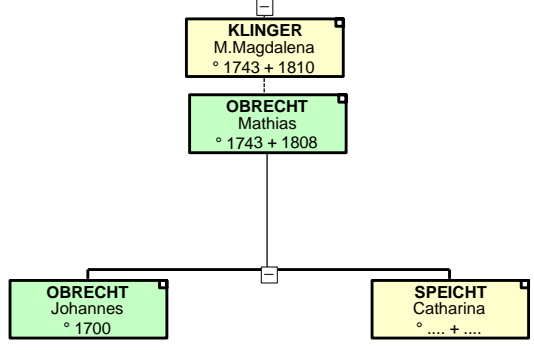 KLINGER
M.Magdalena
° 1743 + 1810
OBRECHT
Mathias
° 1743 + 1808
OBRECHT
Johannes
° 1700
SPEICHT
Catharina
° .... + ....